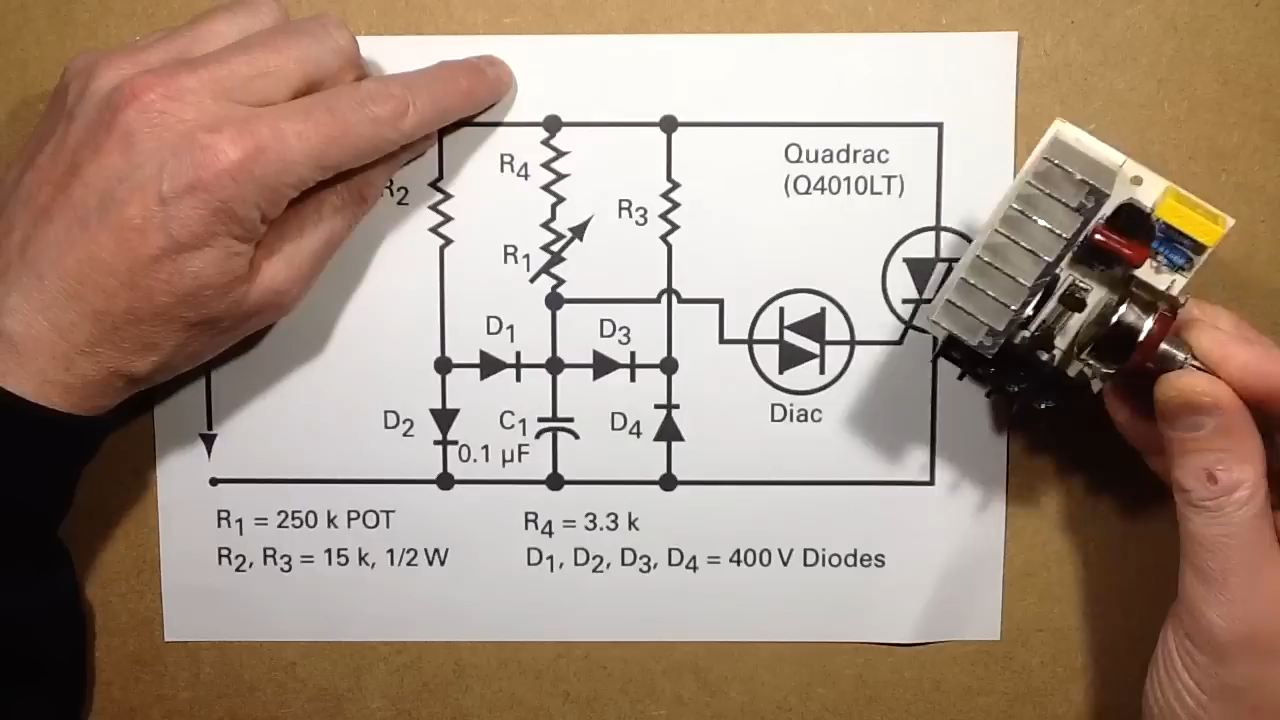 R4
Quadrac
(Q4010LT)
R2
R3
R1
D1
D3
D2
C1
D4
0.1 µF
Diac
R1 = 250 k POT
R4 = 3.3 k
R2, R3 = 15 k, 1/2 W
D1, D2, D3, D4 = 400 V Diodes